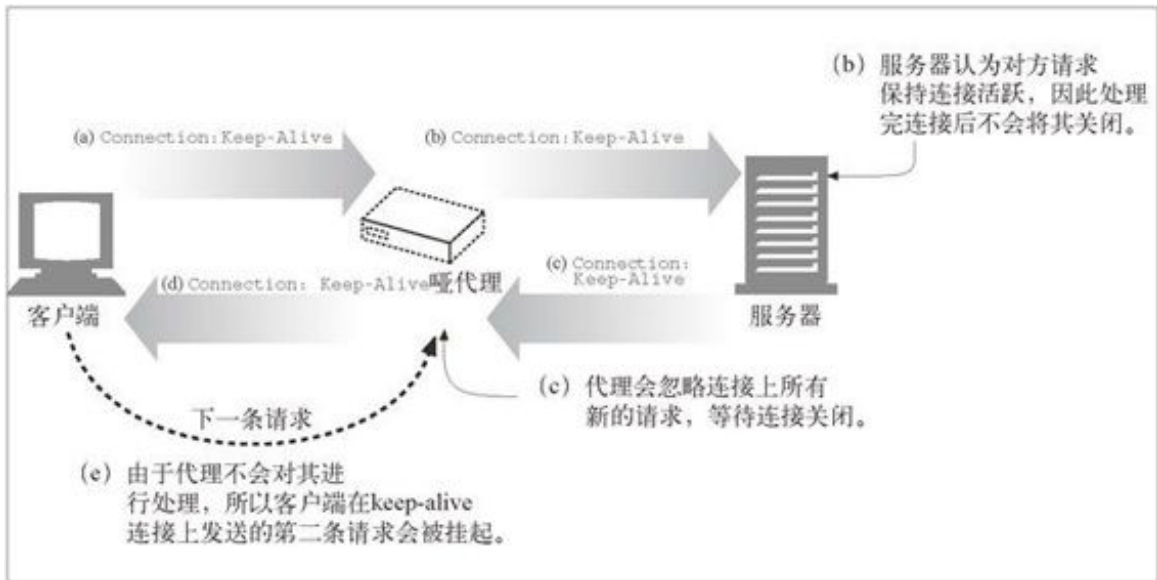 (b) 服务器认为对方请求
保持连接活跃，因此处理
完连接后不会将其关闭。
(a) Connection:Keep-Alive
(b) Connection:Keep-Alive
(c) Connection:
Keep-Alive
(d) Connection: Keep-Alive
哑代理
客户端
服务器
(c) 代理会忽略连接上所有
新的请求，等待连接关闭。
下一条请求
(e) 由于代理不会对其进
行处理，所以客户端在keep-alive
连接上发送的第二条请求会被挂起。